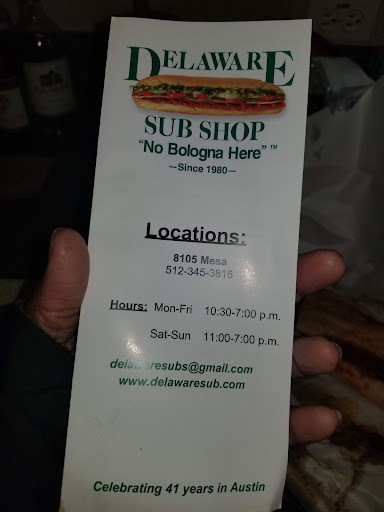 DELAWARE
SUB SHOP
"No Bologna Here" ™
—Since 1980—
Locations:
8105 Mesa
512-345-3816
Hours: Mon-Fri 10:30-7:00 p.m.
Sat-Sun 11:00-7:00 p.m.
delawaresubs@gmail.com
www.delawaresub.com
Celebrating 41 years in Austin